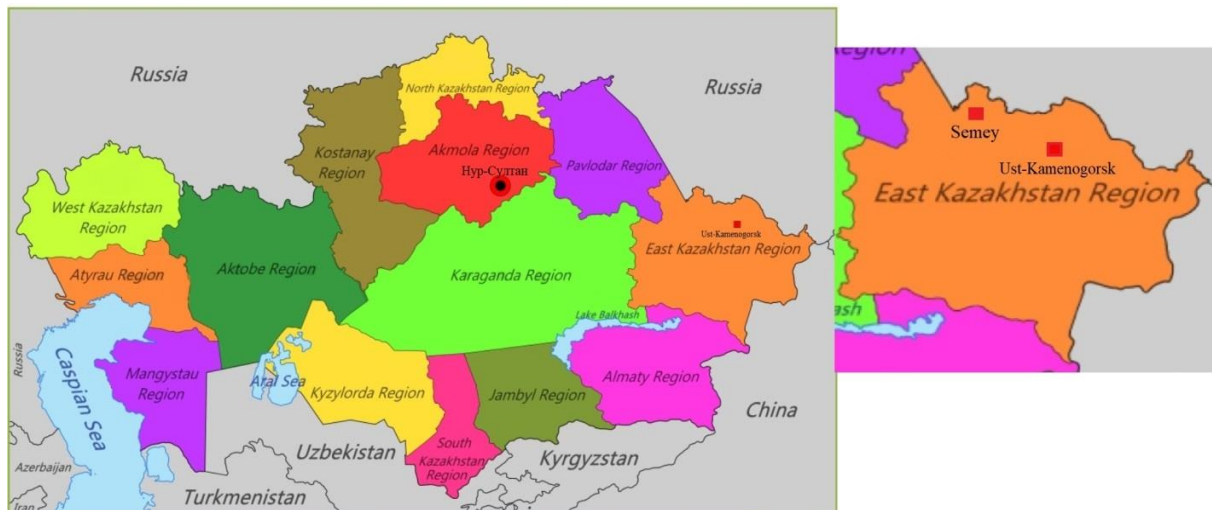 Russia
Russia
North Kazakhstan Region
Kostanay
Region
Akmola Region
Нур-Султан
Pavlodar Region
West Kazakhstan
Region
Atyrau Region
Aktobe Region
Karaganda Region
Ust-Kamenogorsk
East Kazakhstan Region
Lake Balkhash
Russia
Caspian Sea
Mangystau
Region
Aral Sea
Kyzylorda Region
Jambyl Region
Almaty Region
South
Kazakhstan
Region
China
Uzbekistan
Kyrgyzstan
Azerbaijan
Turkmenistan
Iran
Region
Semey
Ust-Kamenogorsk
East Kazakhstan Region
ash